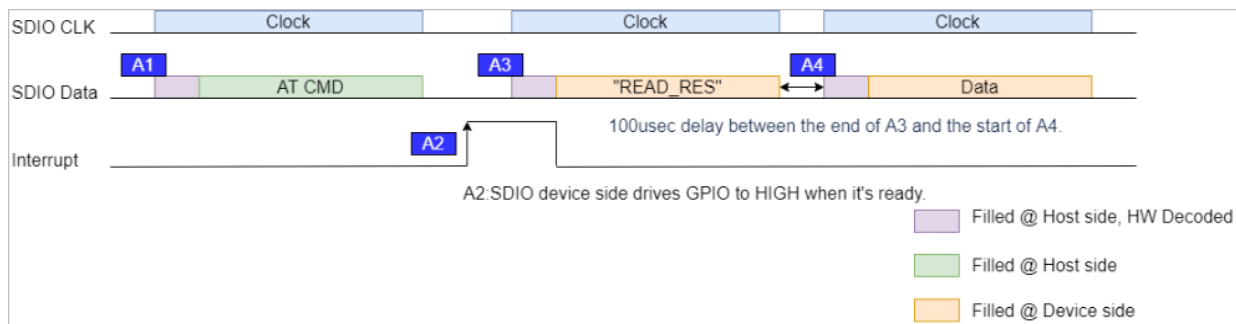 SDIO CLK
Clock
Clock
Clock
A1
A3
A4
SDIO Data
AT CMD
"READ_RES"
Data
100usec delay between the end of A3 and the start of A4.
A2
Interrupt
A2:SDIO device side drives GPIO to HIGH when it's ready.
Filled @ Host side, HW Decoded
Filled @ Host side
Filled @ Device side